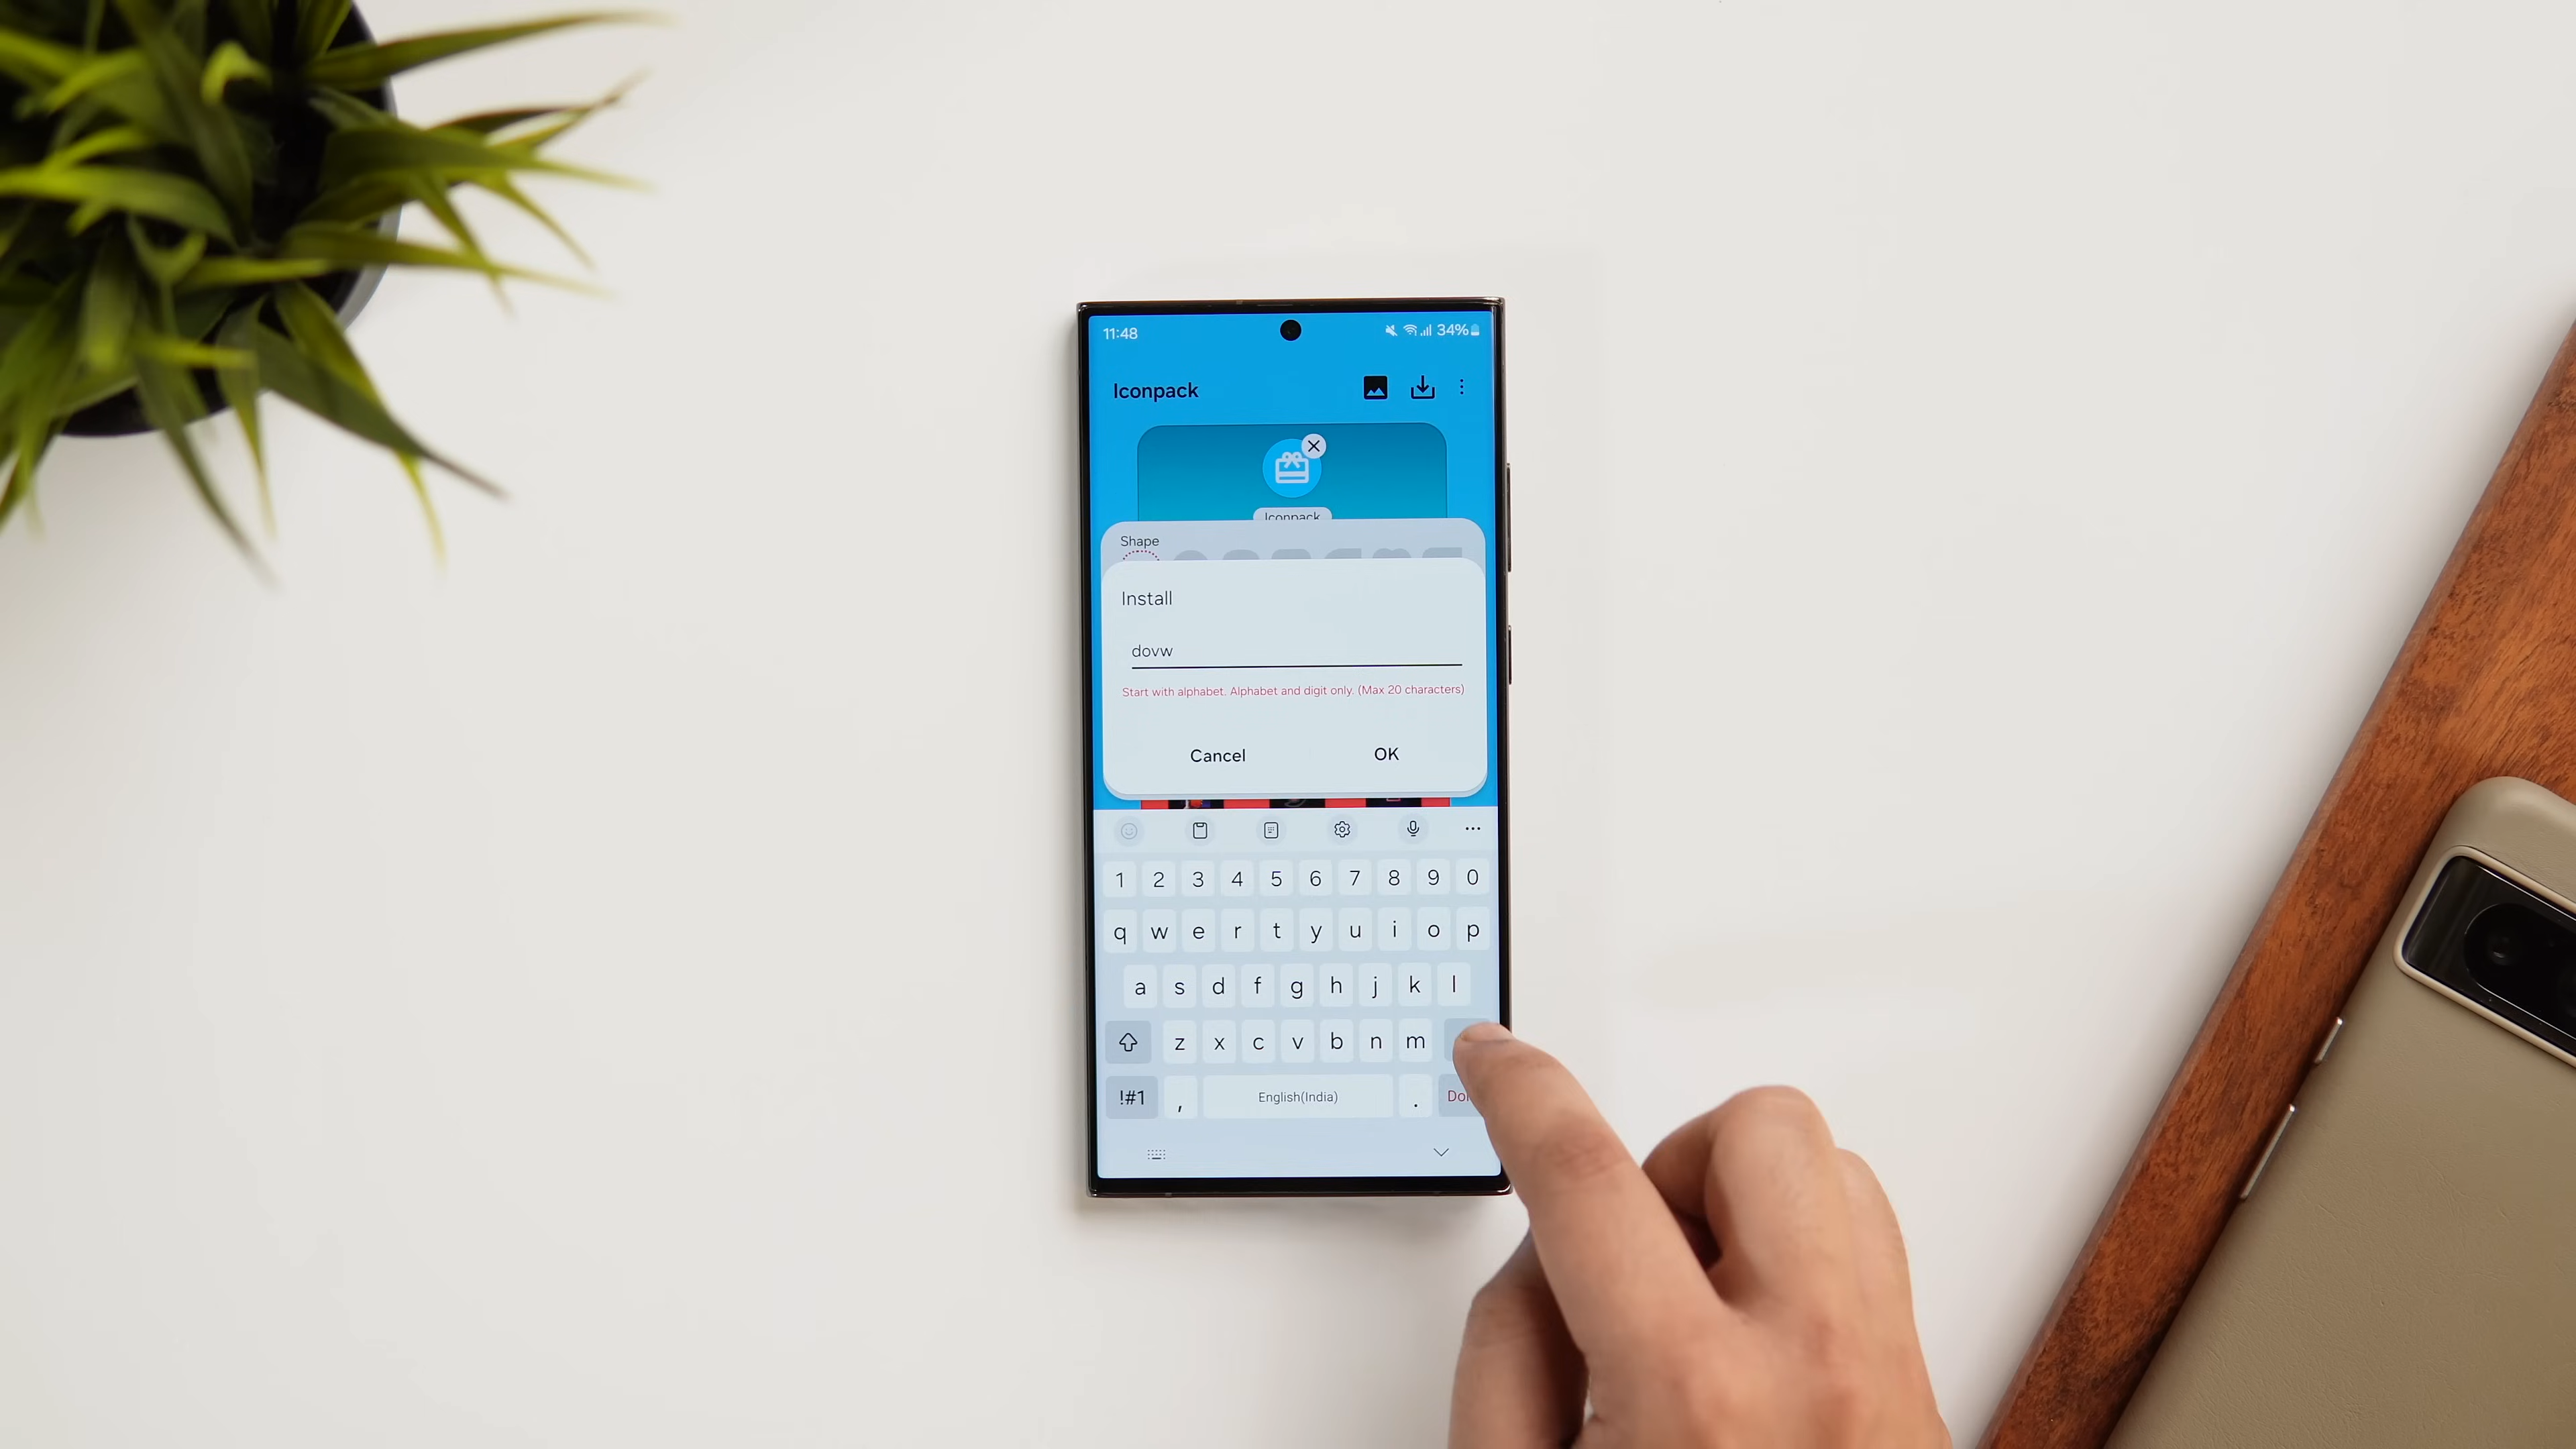 11:48
34%
Iconpack
Iconpack
Shape
Install
dovw
Start with alphabet. Alphabet and digit only. (Max 20 characters)
Cancel OK
1 2 3 4 5 6 7 8 9 0
q w e r t y u i o p
a s d f g h j k l
z x c v b n m
!#1 , English(India) .